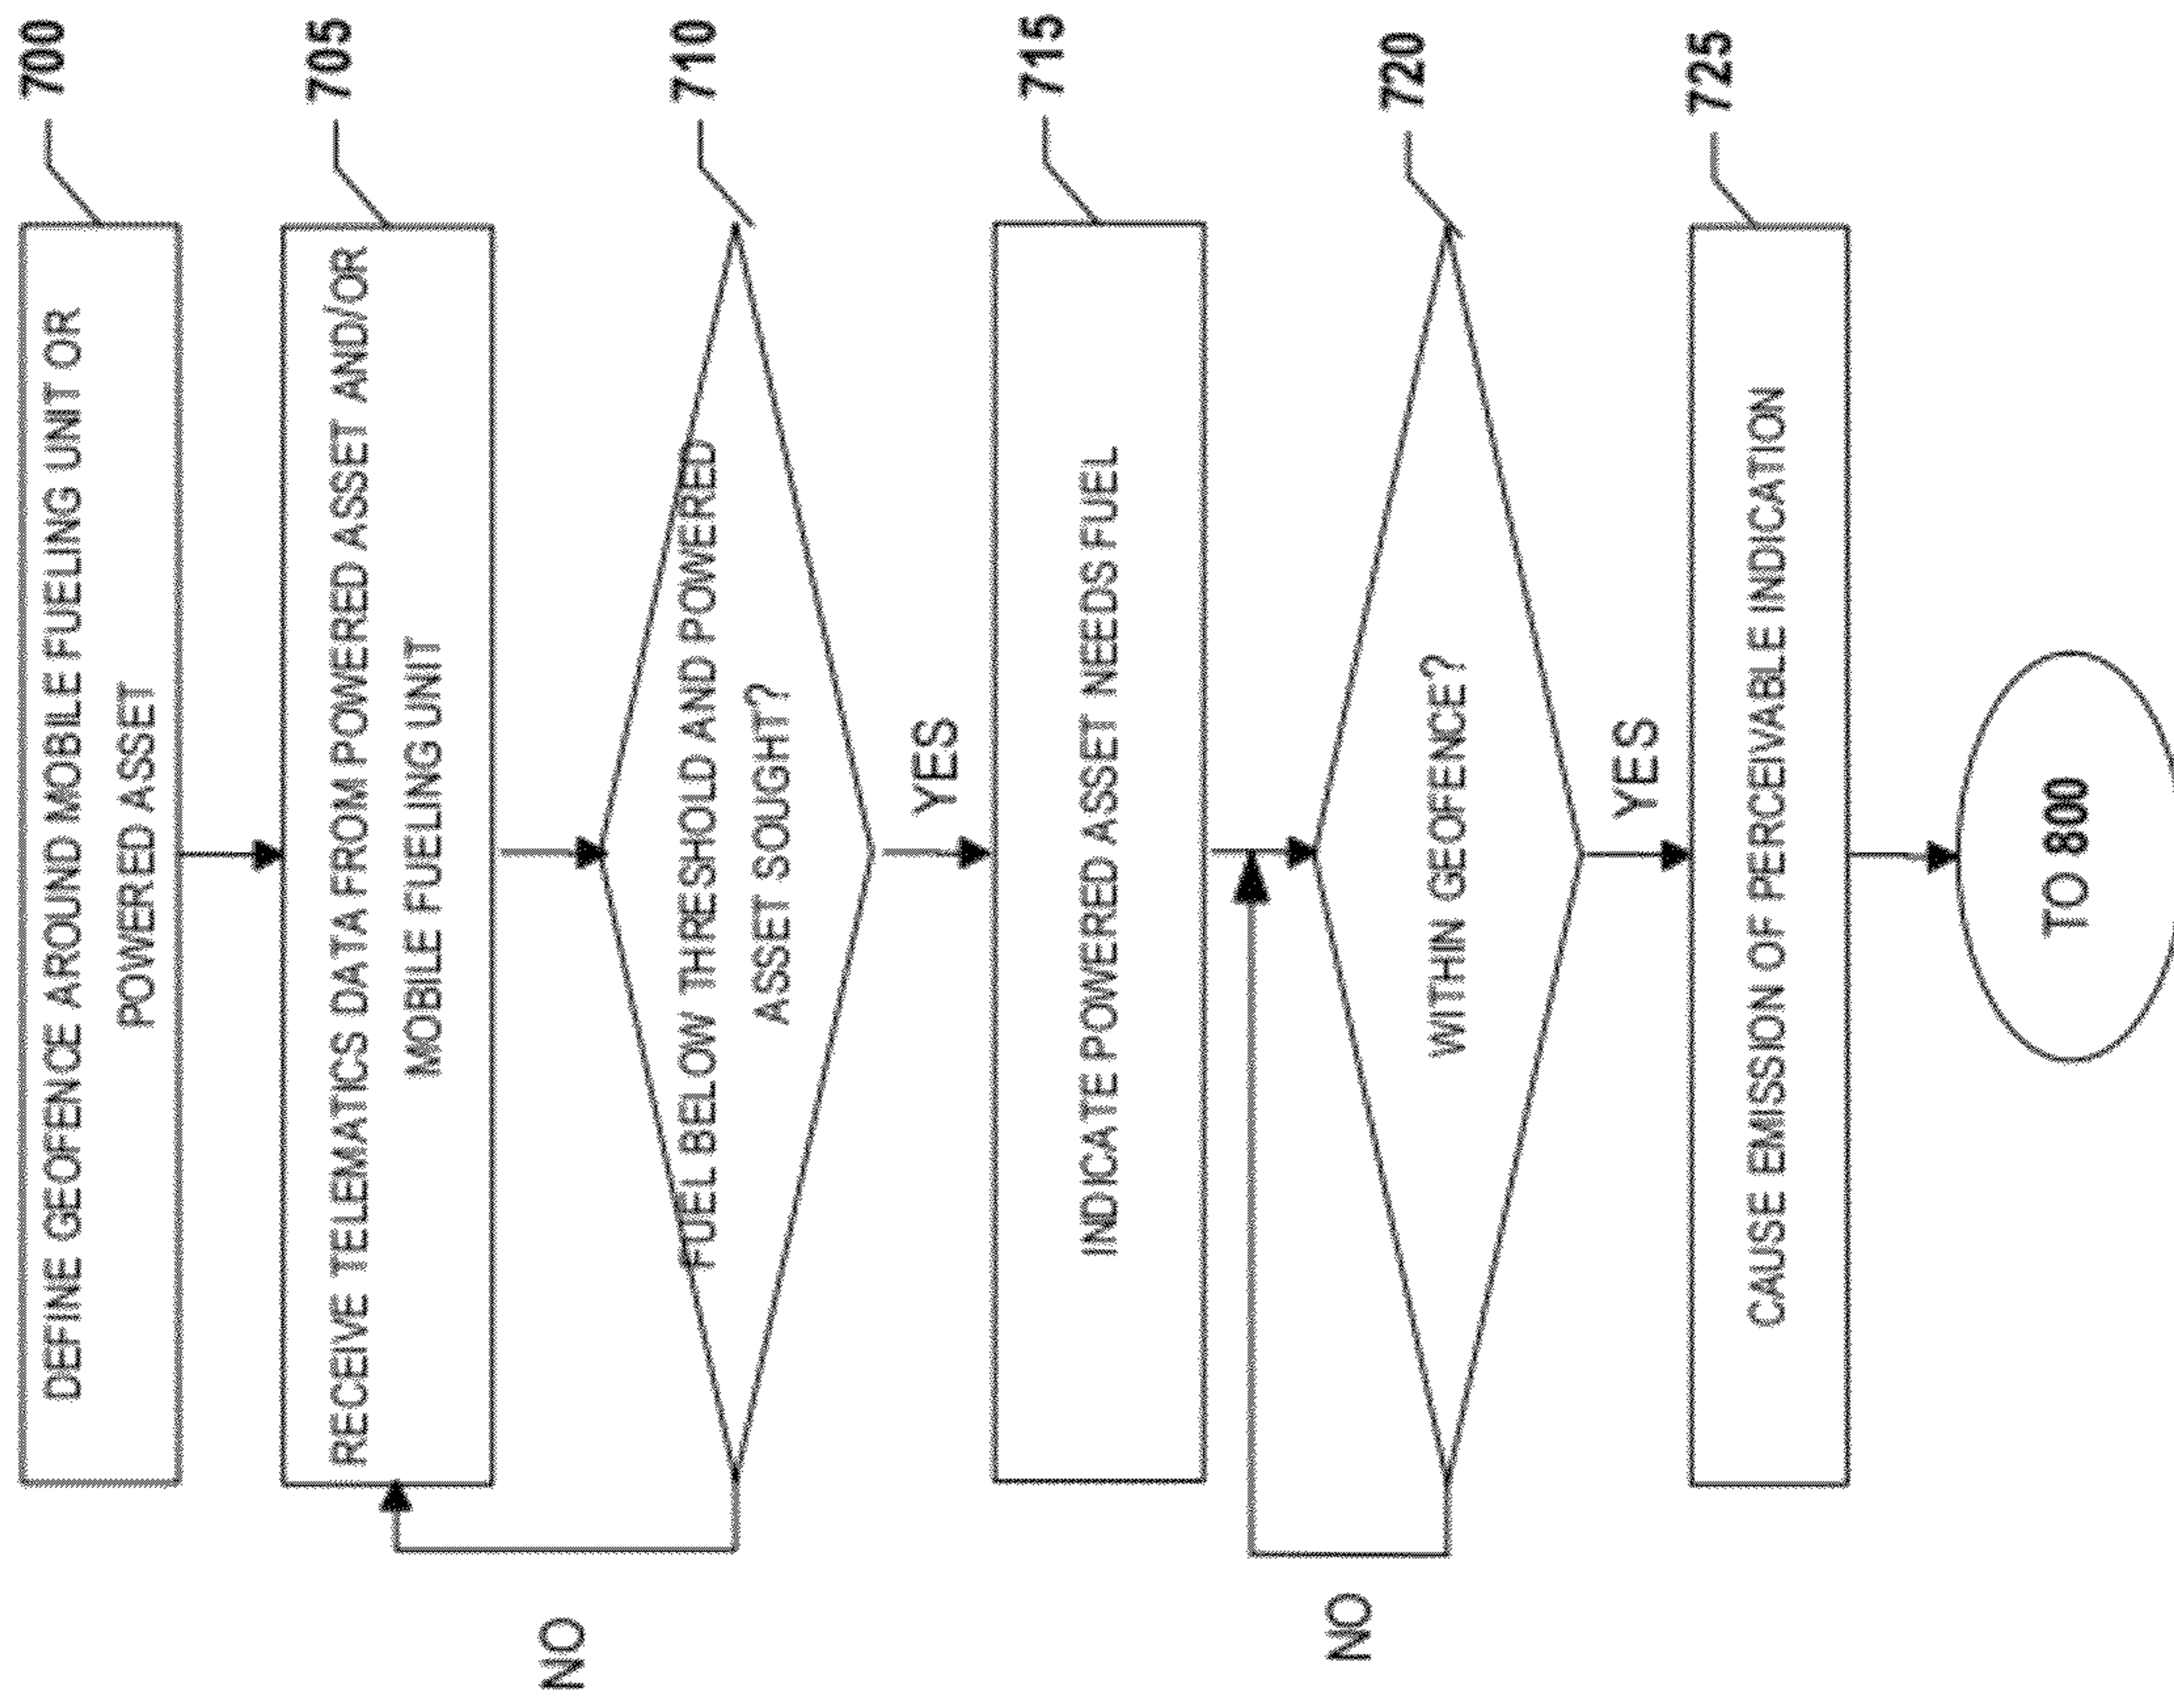 700
DEFINE GEOFENCE AROUND MOBILE FUELING UNIT OR
POWERED ASSET
705
RECEIVE TELEMATICS DATA FROM POWERED ASSET AND/OR
MOBILE FUELING UNIT
710
FUEL BELOW THRESHOLD AND POWERED
ASSET SOUGHT?
NO
YES
715
INDICATE POWERED ASSET NEEDS FUEL
720
WITHIN GEOFENCE?
NO
YES
725
CAUSE EMISSION OF PERCEIVABLE INDICATION
TO 800